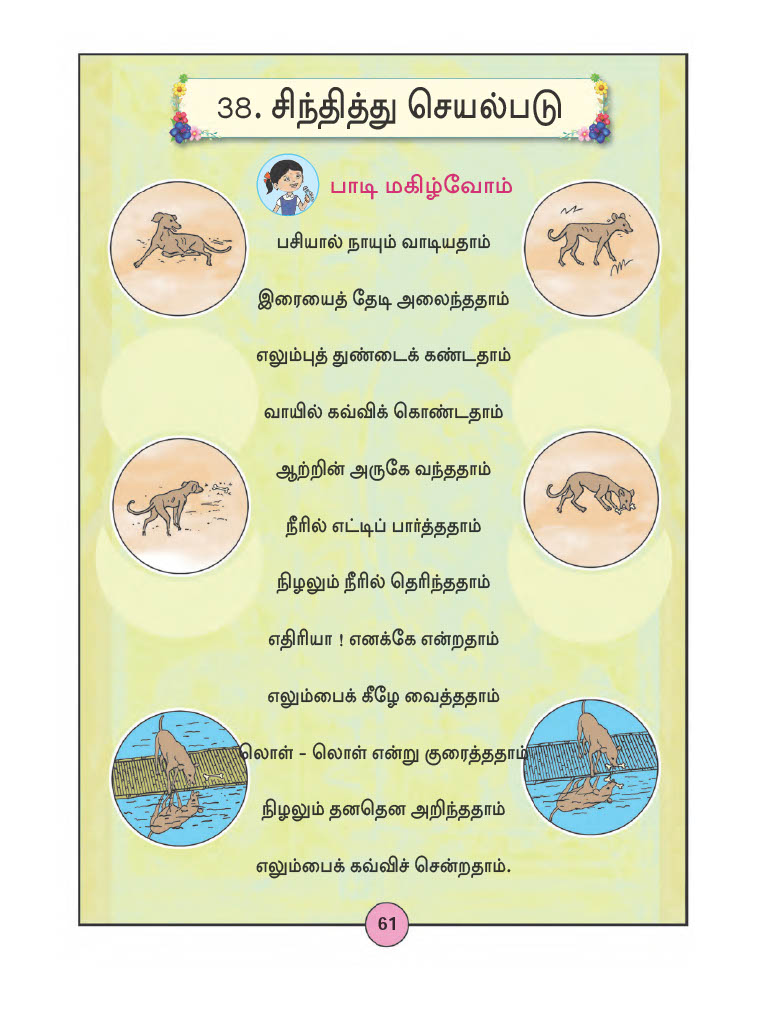 38. சிந்தித்து செயல்படு
பாடி மகிழ்வோம்
பசியால் நாயும் வாடியதாம்
இரையைத் தேடி அலைந்ததாம்
எலும்புத் துண்டைக் கண்டதாம்
வாயில் கவ்விக் கொண்டதாம்
ஆற்றின் அருகே வந்ததாம்
நீரில் எட்டிப் பார்த்ததாம்
நிழலும் நீரில் தெரிந்ததாம்
எதிரியா ! எனக்கே என்றதாம்
எலும்பைக் கீழே வைத்ததாம்
லொள் - லொள் என்று குரைத்ததாம்
நிழலும் தனதென அறிந்ததாம்
எலும்பைக் கவ்விச் சென்றதாம்.
61